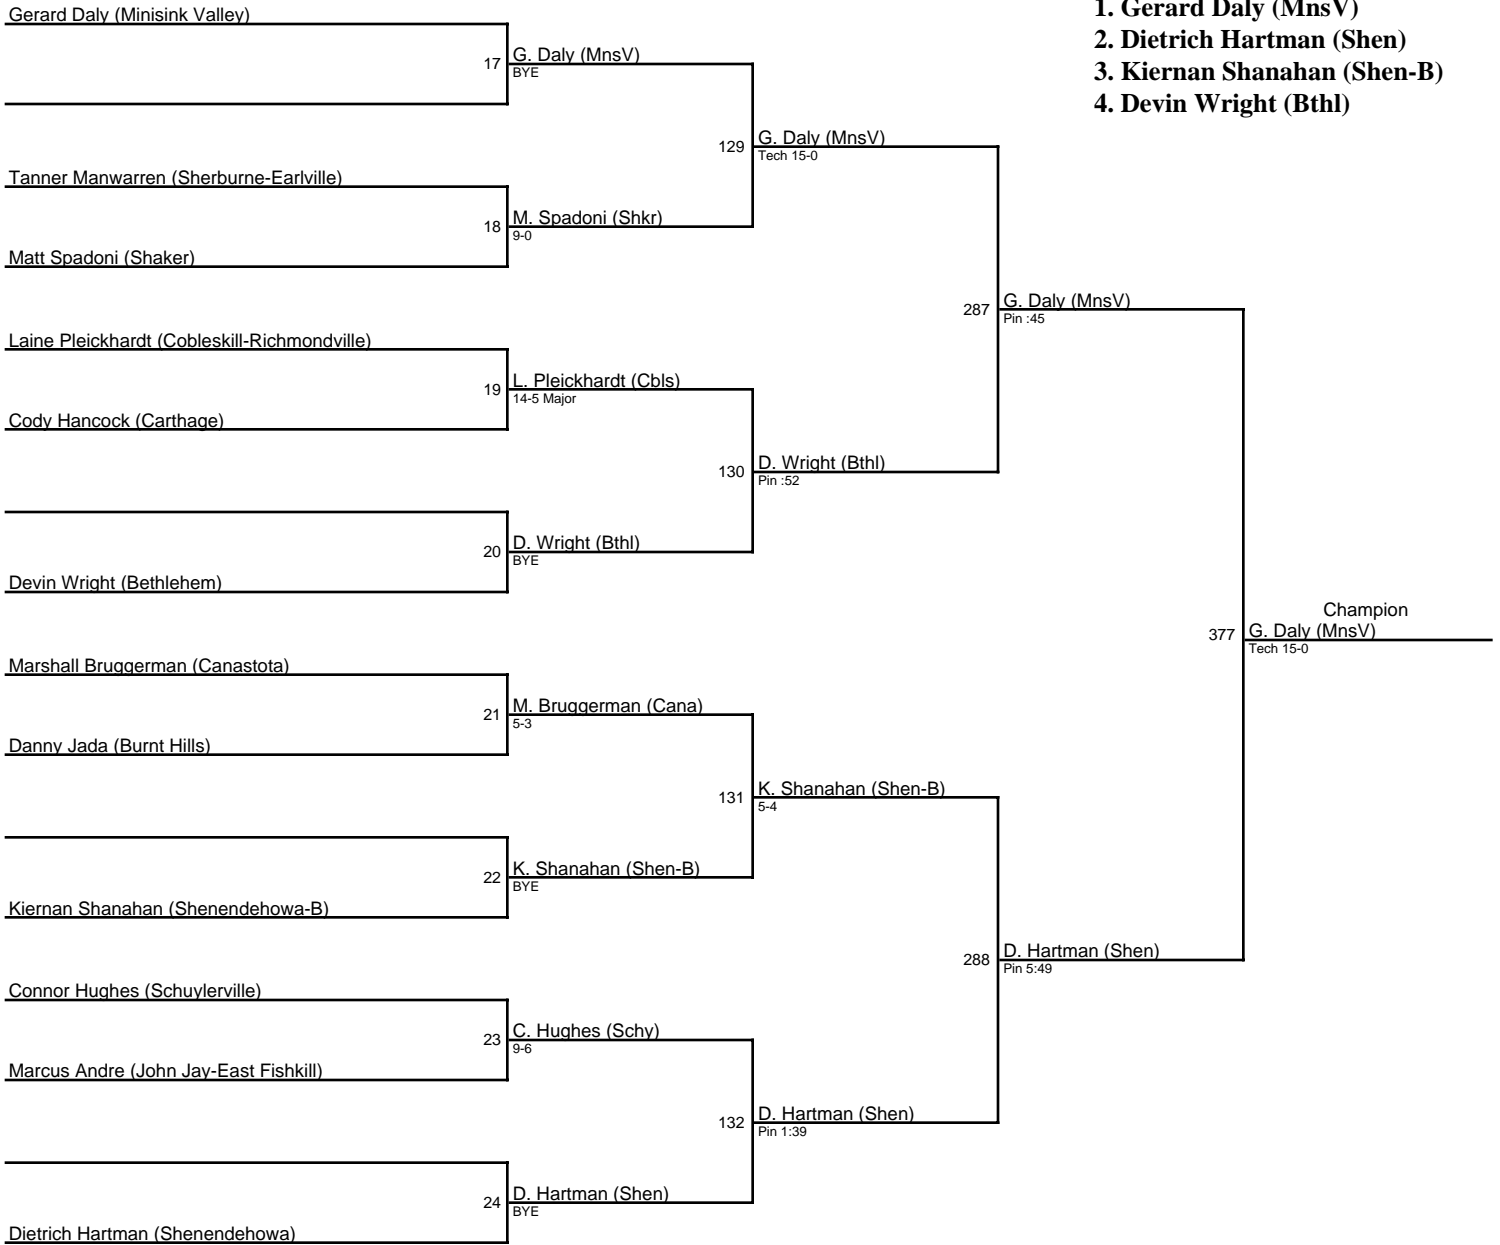 1. Gerard Daly (MnsV)
2. Dietrich Hartman (Shen)
3. Kiernan Shanahan (Shen-B)
4. Devin Wright (Bthl)
Gerard Daly (Minisink Valley)
17
G. Daly (MnsV)
BYE
129
G. Daly (MnsV)
Tech 15-0
Tanner Manwarren (Sherburne-Earlville)
18
M. Spadoni (Shkr)
9-0
Matt Spadoni (Shaker)
287
G. Daly (MnsV)
Pin :45
Laine Pleickhardt (Cobleskill-Richmondville)
19
L. Pleickhardt (Cbls)
14-5 Major
Cody Hancock (Carthage)
130
D. Wright (Bthl)
Pin :52
20
D. Wright (Bthl)
BYE
Devin Wright (Bethlehem)
Champion
377
G. Daly (MnsV)
Tech 15-0
Marshall Bruggerman (Canastota)
21
M. Bruggerman (Cana)
5-3
Danny Jada (Burnt Hills)
131
K. Shanahan (Shen-B)
5-4
22
K. Shanahan (Shen-B)
BYE
Kiernan Shanahan (Shenendehowa-B)
288
D. Hartman (Shen)
Pin 5:49
Connor Hughes (Schuylerville)
23
C. Hughes (Schy)
9-6
Marcus Andre (John Jay-East Fishkill)
132
D. Hartman (Shen)
Pin 1:39
24
D. Hartman (Shen)
BYE
Dietrich Hartman (Shenendehowa)